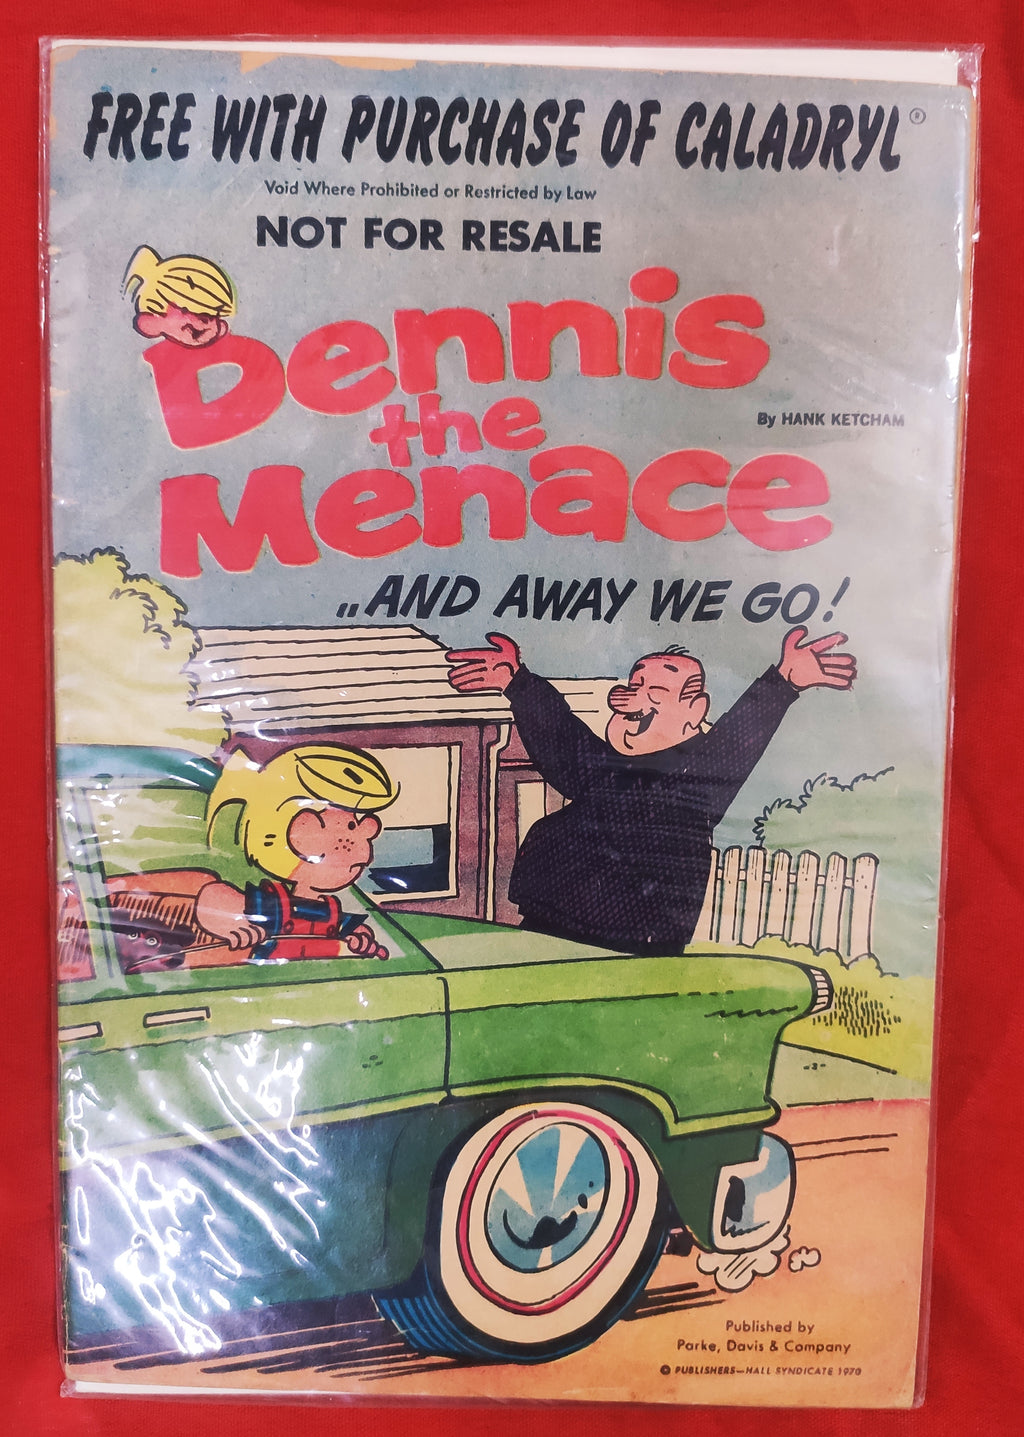 FREE WITH PURCHASE OF CALADRYL®
Void Where Prohibited or Restricted by Law
NOT FOR RESALE
Dennis
the
Menace
By HANK KETCHAM
..AND AWAY WE GO!
Published by
Parke, Davis & Company
© PUBLISHERS—HALL SYNDICATE 1970